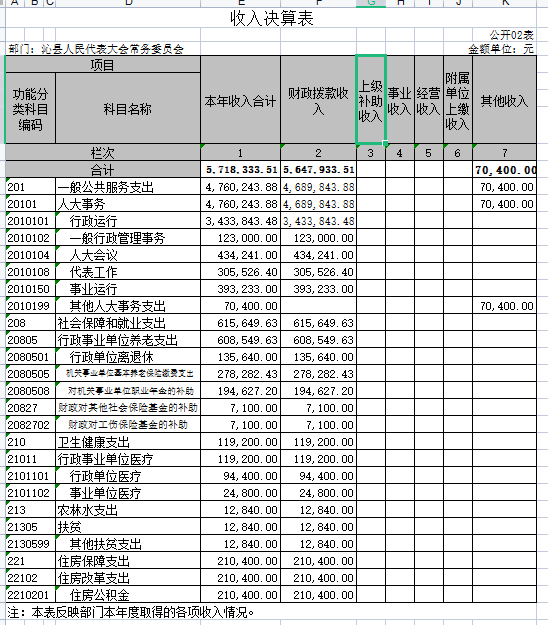 A B C D E F G H I J K
收入决算表
公开02表
部门：沁县人民代表大会常务委员会 金额单位：元
项目 本年收入合计 财政拨款收入 上级补助收入 事业收入 经营收入 附属单位上缴收入 其他收入
功能分类科目编码 科目名称
栏次 1 2 3 4 5 6 7
合计 5,718,333.51 5,647,933.51 70,400.00
201 一般公共服务支出 4,760,243.88 4,689,843.88 70,400.00
20101 人大事务 4,760,243.88 4,689,843.88 70,400.00
2010101 行政运行 3,433,843.48 3,433,843.48
2010102 一般行政管理事务 123,000.00 123,000.00
2010104 人大会议 434,241.00 434,241.00
2010108 代表工作 305,526.40 305,526.40
2010150 事业运行 393,233.00 393,233.00
2010199 其他人大事务支出 70,400.00 70,400.00
208 社会保障和就业支出 615,649.63 615,649.63
20805 行政事业单位养老支出 608,549.63 608,549.63
2080501 行政单位离退休 135,640.00 135,640.00
2080505 机关事业单位基本养老保险缴费支出 278,282.43 278,282.43
2080508 对机关事业单位职业年金的补助 194,627.20 194,627.20
20827 财政对其他社会保险基金的补助 7,100.00 7,100.00
2082702 财政对工伤保险基金的补助 7,100.00 7,100.00
210 卫生健康支出 119,200.00 119,200.00
21011 行政事业单位医疗 119,200.00 119,200.00
2101101 行政单位医疗 94,400.00 94,400.00
2101102 事业单位医疗 24,800.00 24,800.00
213 农林水支出 12,840.00 12,840.00
21305 扶贫 12,840.00 12,840.00
2130599 其他扶贫支出 12,840.00 12,840.00
221 住房保障支出 210,400.00 210,400.00
22102 住房改革支出 210,400.00 210,400.00
2210201 住房公积金 210,400.00 210,400.00
注：本表反映部门本年度取得的各项收入情况。